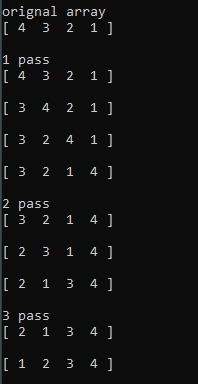 orignal array
[ 4 3 2 1 ]
1 pass
[ 4 3 2 1 ]
[ 3 4 2 1 ]
[ 3 2 4 1 ]
[ 3 2 1 4 ]
2 pass
[ 3 2 1 4 ]
[ 2 3 1 4 ]
[ 2 1 3 4 ]
3 pass
[ 2 1 3 4 ]
[ 1 2 3 4 ]